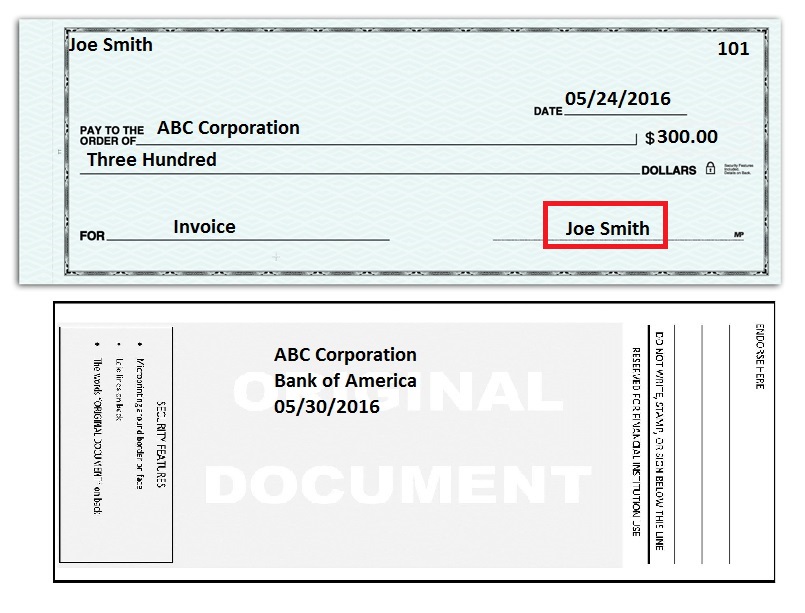 Joe Smith
101
DATE 05/24/2016
PAY TO THE
ORDER OF ABC Corporation $ 300.00
Three Hundred DOLLARS
Security Features
Included.
Details on Back.
FOR Invoice Joe Smith MP
ABC Corporation
Bank of America
05/30/2016
ORIGINAL
DOCUMENT
SECURITY FEATURES
• Microprinting around border on face
lines on back
• The words "ORIGINAL DOCUMENT" on back
ENDORSE HERE
DO NOT WRITE, STAMP, OR SIGN BELOW THIS LINE
RESERVED FOR FINANCIAL INSTITUTION USE